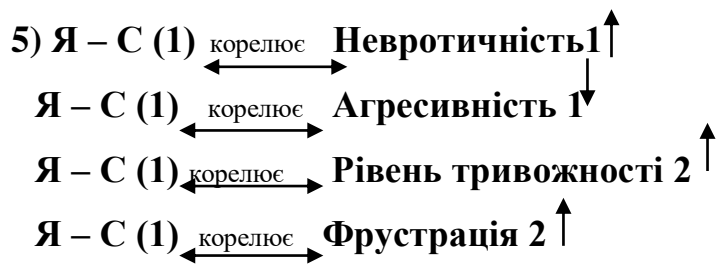 5) Я – С (1) корелює Невротичність1
Я – С (1) корелює Агресивність 1
Я – С (1) корелює Рівень тривожності 2
Я – С (1) корелює Фрустрація 2